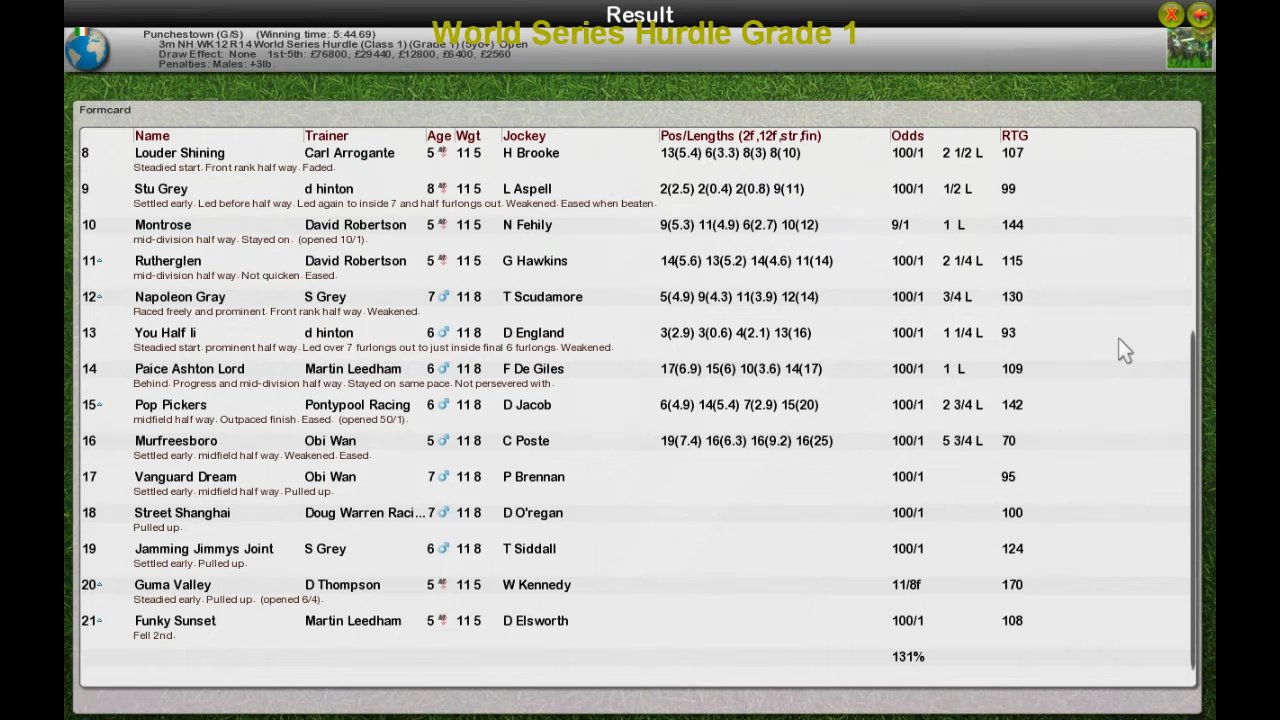 Result
World Series Hurdle Grade 1
Punchestown (G/S) (Winning time: 5:44.69)
3m NH WK12 R14 World Series Hurdle (Class 1) (Grade 1) (5yo+) Open
Draw Effect: None 1st-5th: £76800, £29440, £12800, £6400, £2560
Penalties: Males: +3lb.
Formcard
Name Trainer Age Wgt Jockey Pos/Lengths (2f,12f,str,fin) Odds RTG
8 Louder Shining Carl Arrogante 5 11 5 H Brooke 13(5.4) 6(3.3) 8(3) 8(10) 100/1 2 1/2 L 107
Steadied start. Front rank half way. Faded.
9 Stu Grey d hinton 8 11 5 L Aspell 2(2.5) 2(0.4) 2(0.8) 9(11) 100/1 1/2 L 99
Settled early. Led before half way. Led again to inside 7 and half furlongs out. Weakened. Eased when beaten.
10 Montrose David Robertson 5 11 5 N Fehily 9(5.3) 11(4.9) 6(2.7) 10(12) 9/1 1 L 144
mid-division half way. Stayed on. (opened 10/1).
11 Rutherglen David Robertson 5 11 5 G Hawkins 14(5.6) 13(5.2) 14(4.6) 11(14) 100/1 2 1/4 L 115
mid-division half way. Not quicken. Eased.
12 Napoleon Gray S Grey 7 11 8 T Scudamore 5(4.9) 9(4.3) 11(3.9) 12(14) 100/1 3/4 L 130
Raced freely and prominent. Front rank half way. Weakened.
13 You Half Ii d hinton 6 11 8 D England 3(2.9) 3(0.6) 4(2.1) 13(16) 100/1 1 1/4 L 93
Steadied start. prominent half way. Led over 7 furlongs out to just inside final 6 furlongs. Weakened.
14 Paice Ashton Lord Martin Leedham 6 11 8 F De Giles 17(6.9) 15(6) 10(3.6) 14(17) 100/1 1 L 109
Behind. Progress and mid-division half way. Stayed on same pace. Not persevered with.
15 Pop Pickers Pontypool Racing 6 11 8 D Jacob 6(4.9) 14(5.4) 7(2.9) 15(20) 100/1 2 3/4 L 142
midfield half way. Outpaced finish. Eased. (opened 50/1).
16 Murfreesboro Obi Wan 5 11 8 C Poste 19(7.4) 16(6.3) 16(9.2) 16(25) 100/1 5 3/4 L 70
Settled early. midfield half way. Weakened. Eased.
17 Vanguard Dream Obi Wan 7 11 8 P Brennan 100/1 95
Settled early. midfield half way. Pulled up.
18 Street Shanghai Doug Warren Raci... 7 11 8 D O'regan 100/1 100
Pulled up.
19 Jamming Jimmys Joint S Grey 6 11 8 T Siddall 100/1 124
Settled early. Pulled up.
20 Guma Valley D Thompson 5 11 5 W Kennedy 11/8f 170
Steadied early. Pulled up. (opened 6/4).
21 Funky Sunset Martin Leedham 5 11 5 D Elsworth 100/1 108
Fell 2nd.
131%